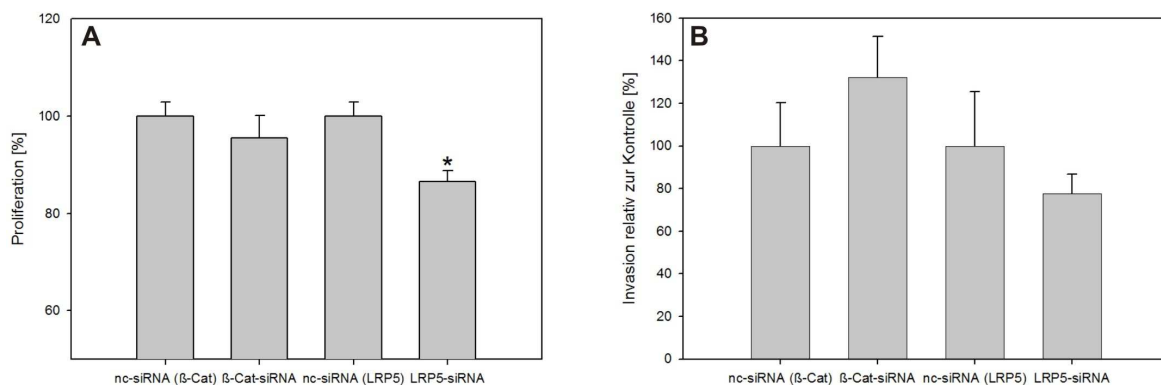 A
Proliferation [%]
120
100
80
60
*
nc-siRNA (ß-Cat) ß-Cat-siRNA nc-siRNA (LRP5) LRP5-siRNA
B
Invasion relativ zur Kontrolle [%]
160
140
120
100
80
60
40
20
0
nc-siRNA (ß-Cat) ß-Cat-siRNA nc-siRNA (LRP5) LRP5-siRNA